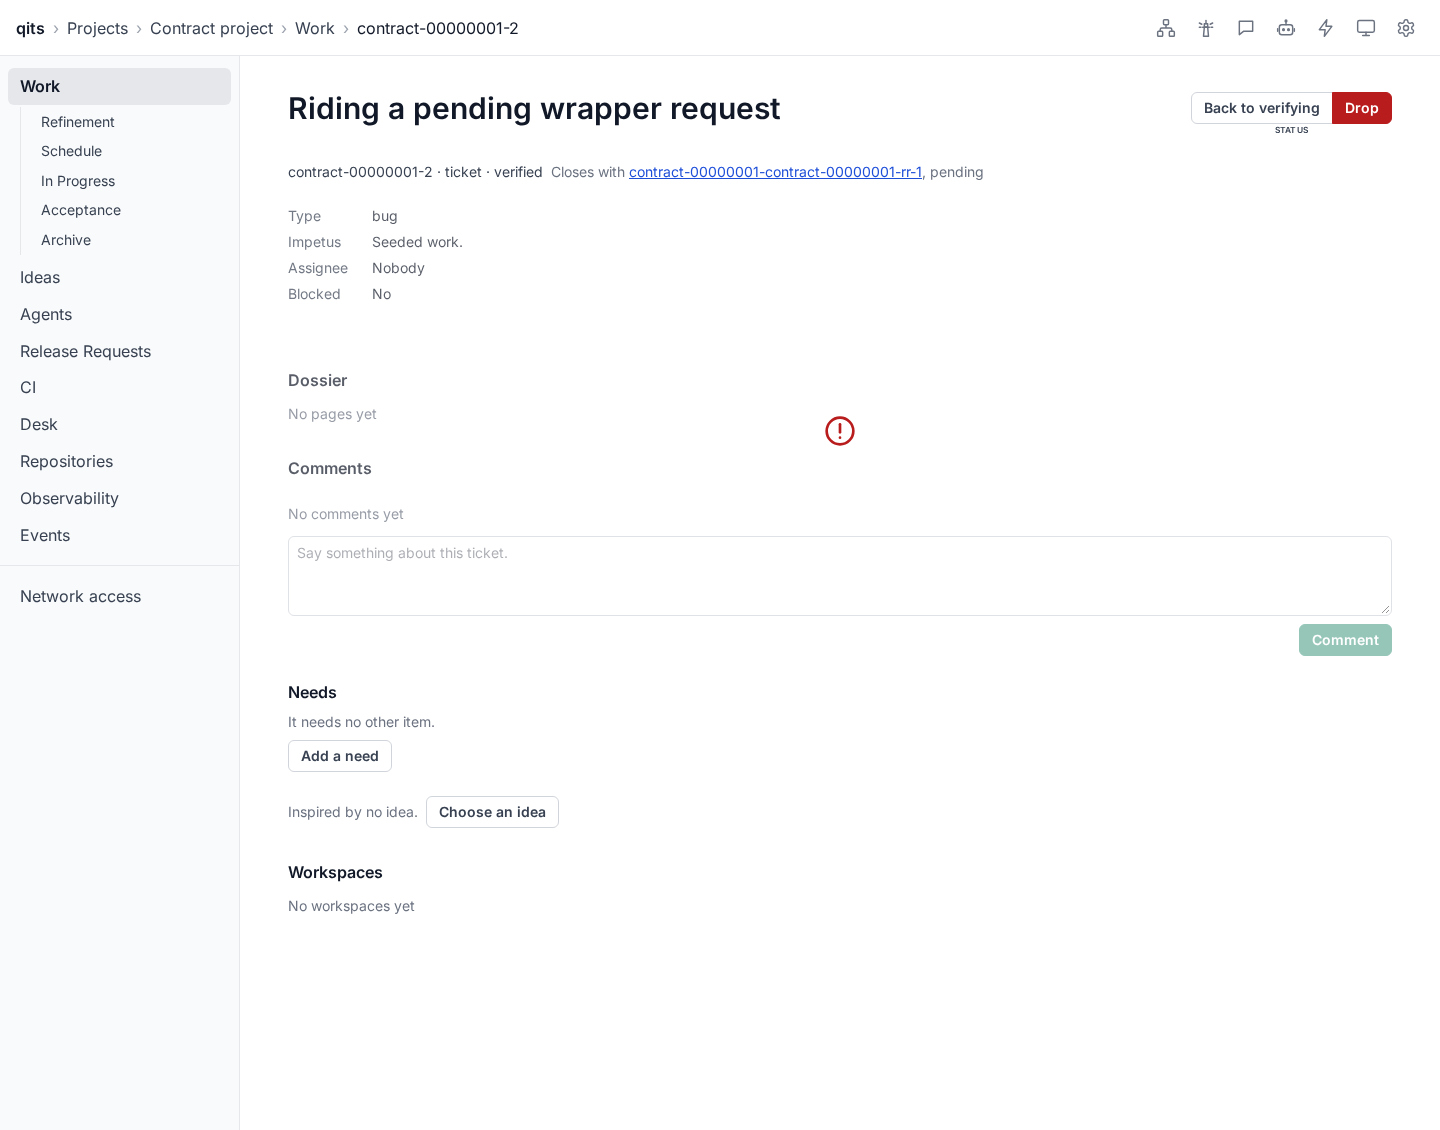 qits › Projects › Contract project › Work › contract-00000001-2
Work
Refinement
Schedule
In Progress
Acceptance
Archive
Ideas
Agents
Release Requests
CI
Desk
Repositories
Observability
Events
Network access
Riding a pending wrapper request
Back to verifying Drop
STATUS
contract-00000001-2 · ticket · verified Closes with contract-00000001-contract-00000001-rr-1, pending
Type bug
Impetus Seeded work.
Assignee Nobody
Blocked No
Dossier
No pages yet
Comments
No comments yet
Say something about this ticket.
Comment
Needs
It needs no other item.
Add a need
Inspired by no idea. Choose an idea
Workspaces
No workspaces yet